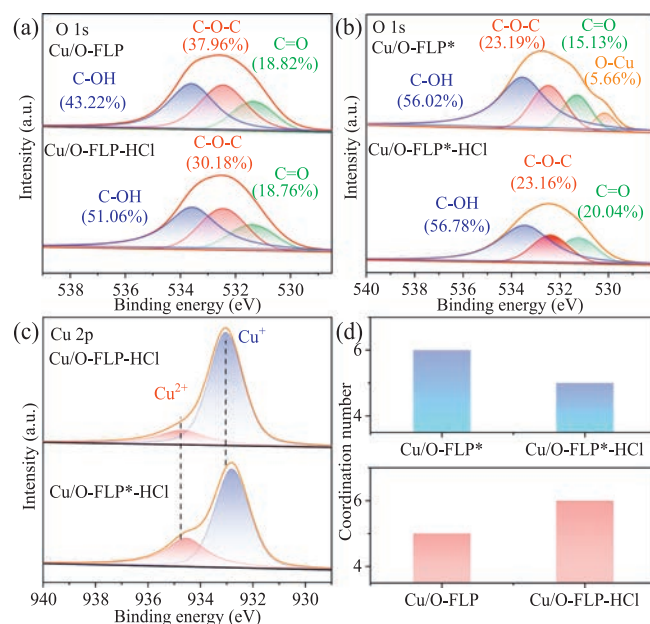 (a)
O 1s
Cu/O-FLP
C-O-C
(37.96%)
C=O
(18.82%)
C-OH
(43.22%)
Cu/O-FLP-HCl
C-O-C
(30.18%)
C=O
(18.76%)
C-OH
(51.06%)
Intensity (a.u.)
538 536 534 532 530
Binding energy (eV)
(b)
O 1s
Cu/O-FLP*
C-O-C
(23.19%)
C=O
(15.13%)
O-Cu
(5.66%)
C-OH
(56.02%)
Cu/O-FLP*-HCl
C-O-C
(23.16%)
C=O
(20.04%)
C-OH
(56.78%)
Intensity (a.u.)
540 538 536 534 532 530
Binding energy (eV)
(c)
Cu 2p
Cu/O-FLP-HCl
Cu⁺
Cu²⁺
Cu/O-FLP*-HCl
Intensity (a.u.)
940 938 936 934 932 930
Binding energy (eV)
(d)
6
4
Cu/O-FLP* Cu/O-FLP*-HCl
Coordination number
6
4
Cu/O-FLP Cu/O-FLP-HCl